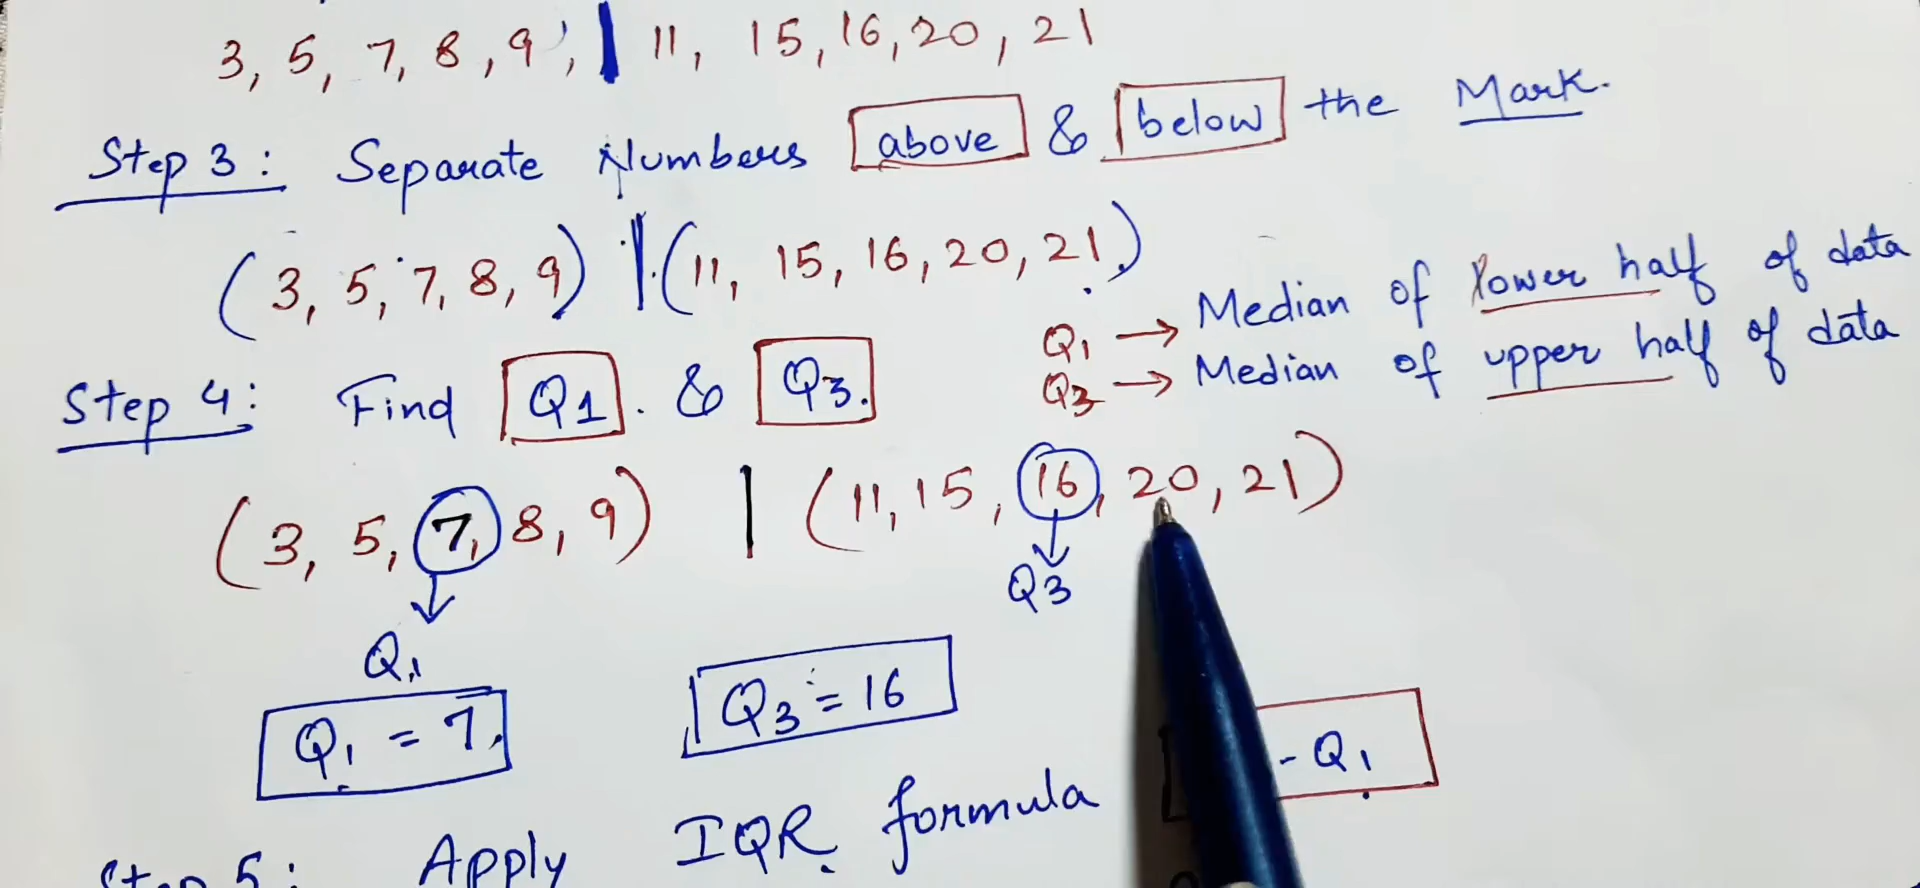 3, 5, 7, 8, 9, | 11, 15, 16, 20, 21
Step 3: Separate Numbers above & below the Mark.
(3, 5, 7, 8, 9) | (11, 15, 16, 20, 21)
Q1 → Median of lower half of data
Q3 → Median of upper half of data
Step 4: Find Q1. & Q3.
(3, 5, 7, 8, 9) | (11, 15, 16, 20, 21)
Q1
Q3
Q1 = 7.
Q3 = 16
- Q1
Step 5: Apply IQR formula